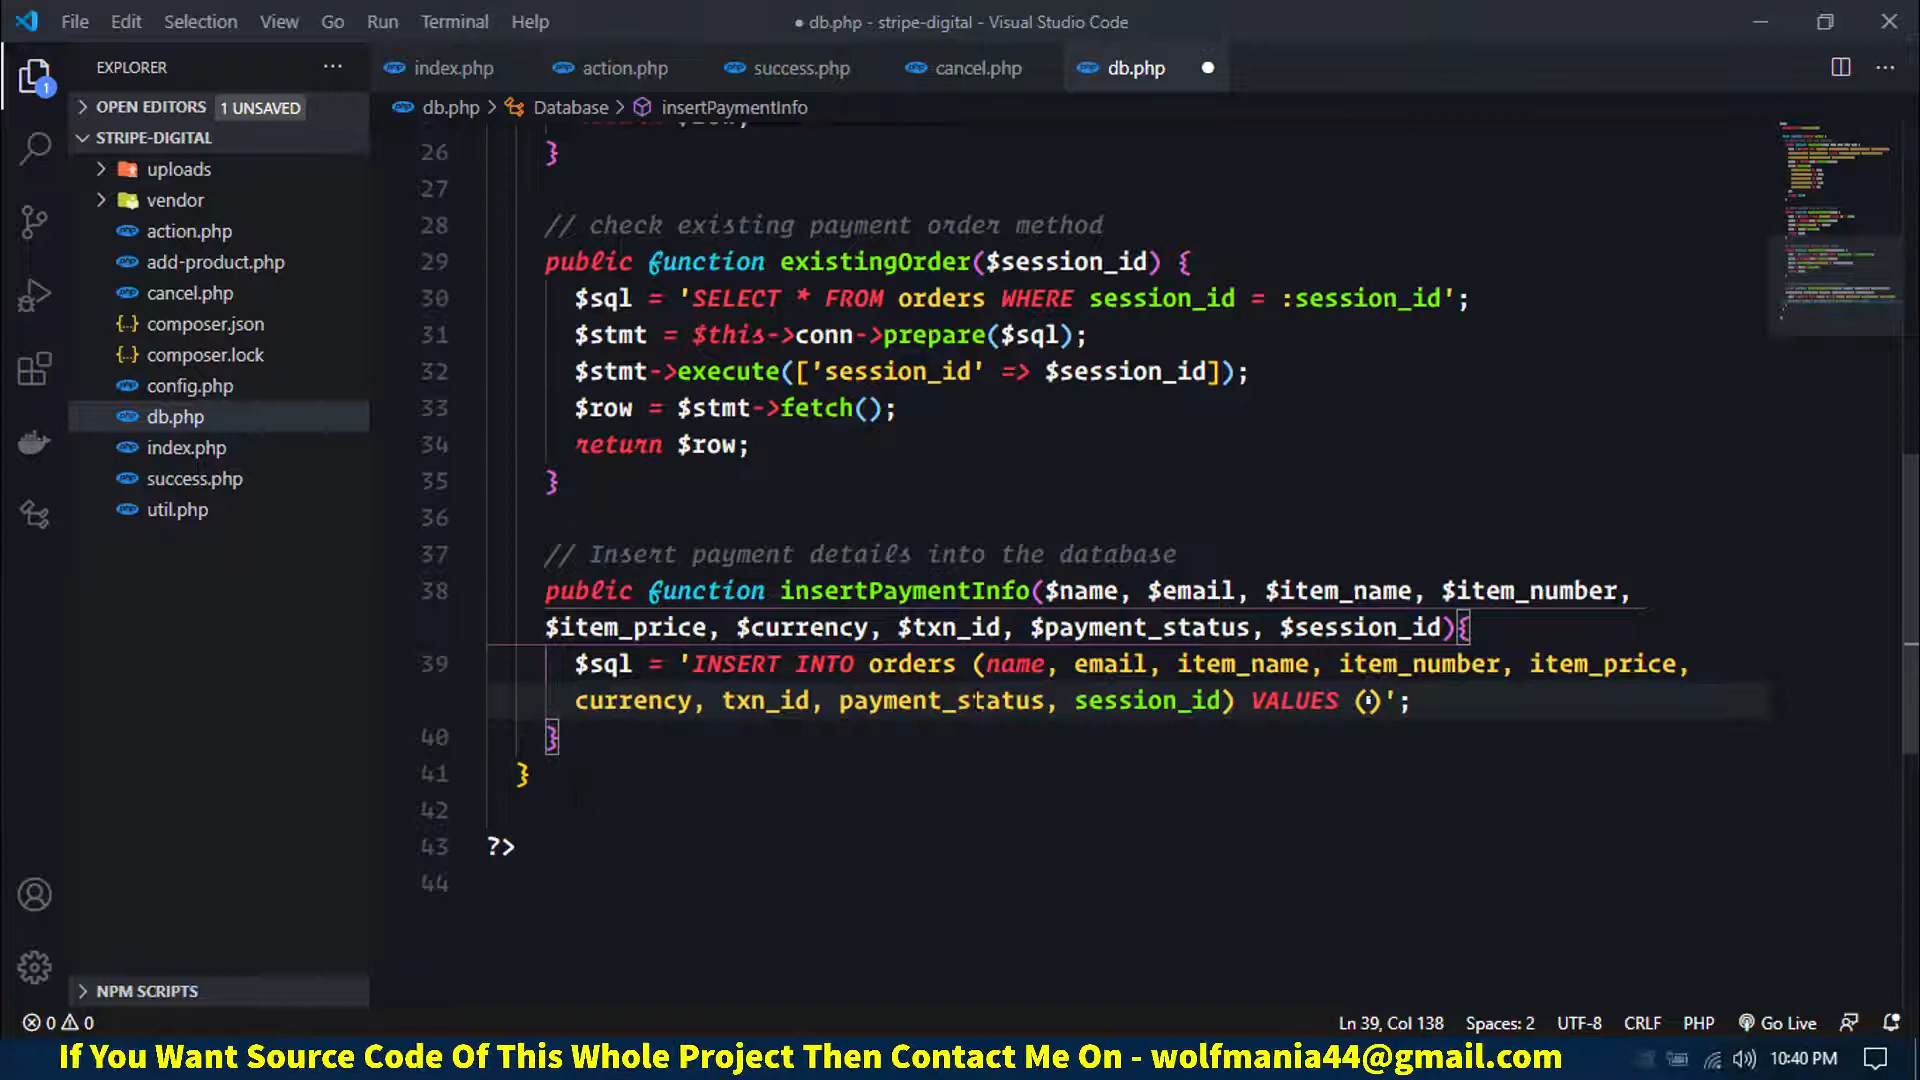 File Edit Selection View Go Run Terminal Help
● db.php - stripe-digital - Visual Studio Code
EXPLORER
index.php action.php success.php cancel.php db.php
OPEN EDITORS 1 UNSAVED
db.php > Database > insertPaymentInfo
STRIPE-DIGITAL
uploads
vendor
action.php
add-product.php
cancel.php
composer.json
composer.lock
config.php
db.php
index.php
success.php
util.php
NPM SCRIPTS
26 }
27
28 // check existing payment order method
29 public function existingOrder($session_id) {
30 $sql = 'SELECT * FROM orders WHERE session_id = :session_id';
31 $stmt = $this->conn->prepare($sql);
32 $stmt->execute(['session_id' => $session_id]);
33 $row = $stmt->fetch();
34 return $row;
35 }
36
37 // Insert payment details into the database
38 public function insertPaymentInfo($name, $email, $item_name, $item_number,
$item_price, $currency, $txn_id, $payment_status, $session_id){
39 $sql = 'INSERT INTO orders (name, email, item_name, item_number, item_price,
currency, txn_id, payment_status, session_id) VALUES ()';
40 }
41 }
42
43 ?>
44
0 0
Ln 39, Col 138 Spaces: 2 UTF-8 CRLF PHP Go Live
If You Want Source Code Of This Whole Project Then Contact Me On - wolfmania44@gmail.com
10:40 PM